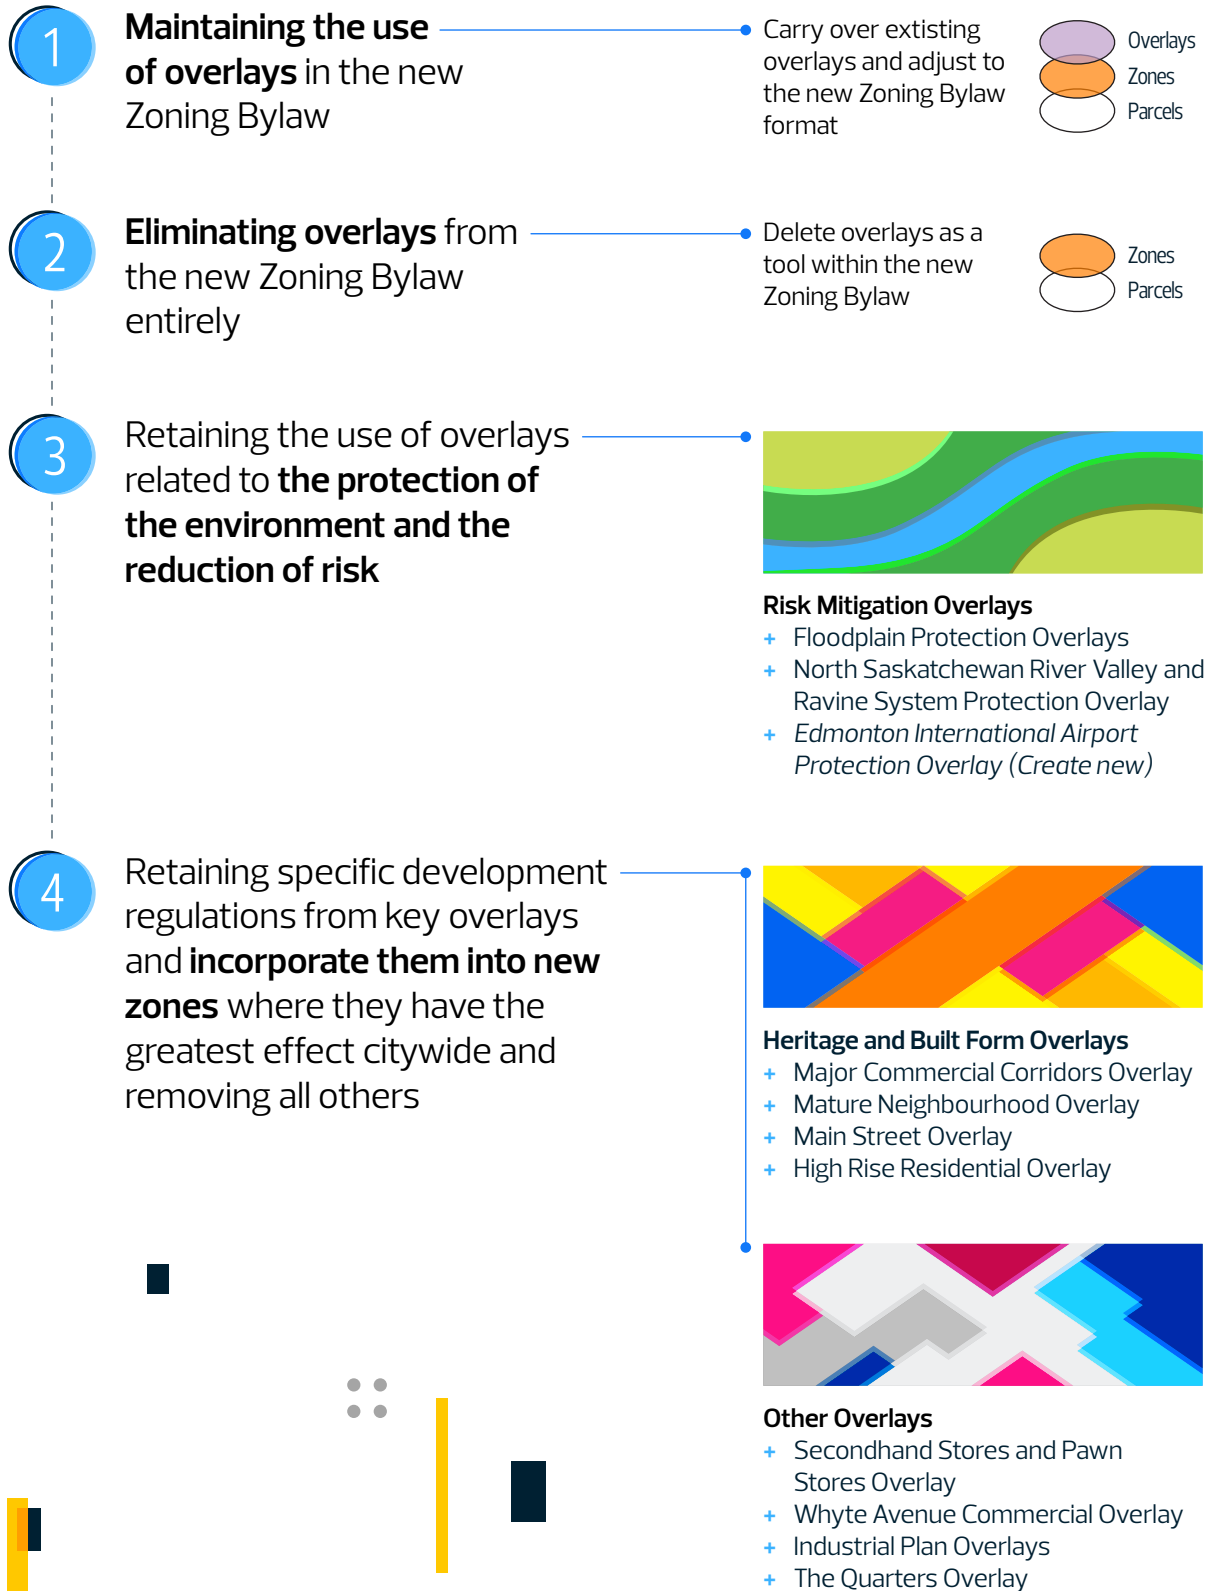 1
Maintaining the use
of overlays in the new
Zoning Bylaw
Carry over extisting
overlays and adjust to
the new Zoning Bylaw
format
Overlays
Zones
Parcels
2
Eliminating overlays from
the new Zoning Bylaw
entirely
Delete overlays as a
tool within the new
Zoning Bylaw
Zones
Parcels
3
Retaining the use of overlays
related to the protection of
the environment and the
reduction of risk
Risk Mitigation Overlays
+ Floodplain Protection Overlays
+ North Saskatchewan River Valley and
Ravine System Protection Overlay
+ Edmonton International Airport
Protection Overlay (Create new)
4
Retaining specific development
regulations from key overlays
and incorporate them into new
zones where they have the
greatest effect citywide and
removing all others
Heritage and Built Form Overlays
+ Major Commercial Corridors Overlay
+ Mature Neighbourhood Overlay
+ Main Street Overlay
+ High Rise Residential Overlay
Other Overlays
+ Secondhand Stores and Pawn
Stores Overlay
+ Whyte Avenue Commercial Overlay
+ Industrial Plan Overlays
+ The Quarters Overlay